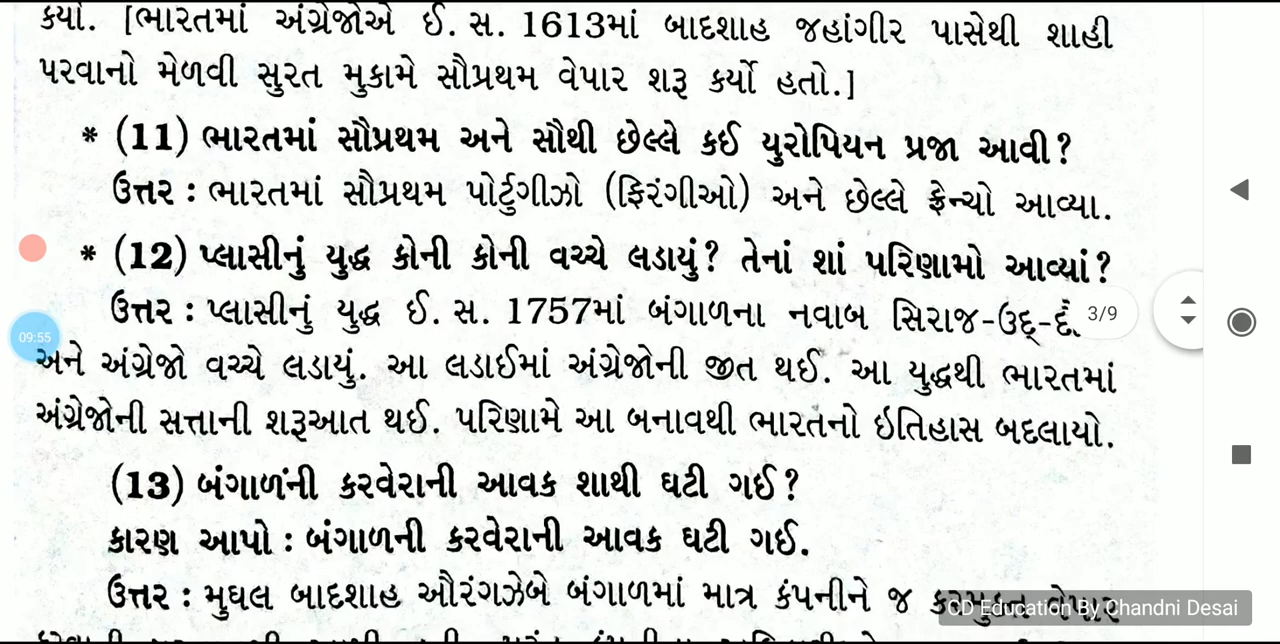 કર્યો. [ભારતમાં અંગ્રેજોએ ઈ. સ. 1613માં બાદશાહ જહાંગીર પાસેથી શાહી
પરવાનો મેળવી સુરત મુકામે સૌપ્રથમ વેપાર શરૂ કર્યો હતો.]
* (11) ભારતમાં સૌપ્રથમ અને સૌથી છેલ્લે કઈ યુરોપિયન પ્રજા આવી?
ઉત્તર : ભારતમાં સૌપ્રથમ પોર્ટુગીઝો (ફિરંગીઓ) અને છેલ્લે ફ્રેન્ચો આવ્યા.
* (12) પ્લાસીનું યુદ્ધ કોની કોની વચ્ચે લડાયું? તેનાં શાં પરિણામો આવ્યાં?
ઉત્તર : પ્લાસીનું યુદ્ધ ઈ. સ. 1757માં બંગાળના નવાબ
3/9
09:55
અને અંગ્રેજો વચ્ચે લડાયું. આ લડાઈમાં અંગ્રેજોની જીત થઈ. આ યુદ્ધથી ભારતમાં
અંગ્રેજોની સત્તાની શરૂઆત થઈ. પરિણામે આ બનાવથી ભારતનો ઇતિહાસ બદલાયો.
(13) બંગાળની કરવેરાની આવક શાથી ઘટી ગઈ?
કારણ આપો : બંગાળની કરવેરાની આવક ઘટી ગઈ.
ઉત્તર : મુઘલ બાદશાહ ઔરંગઝેબે બંગાળમાં માત્ર કંપનીને જ કરમુક્ત વેપાર
CD Education By Chandni Desai